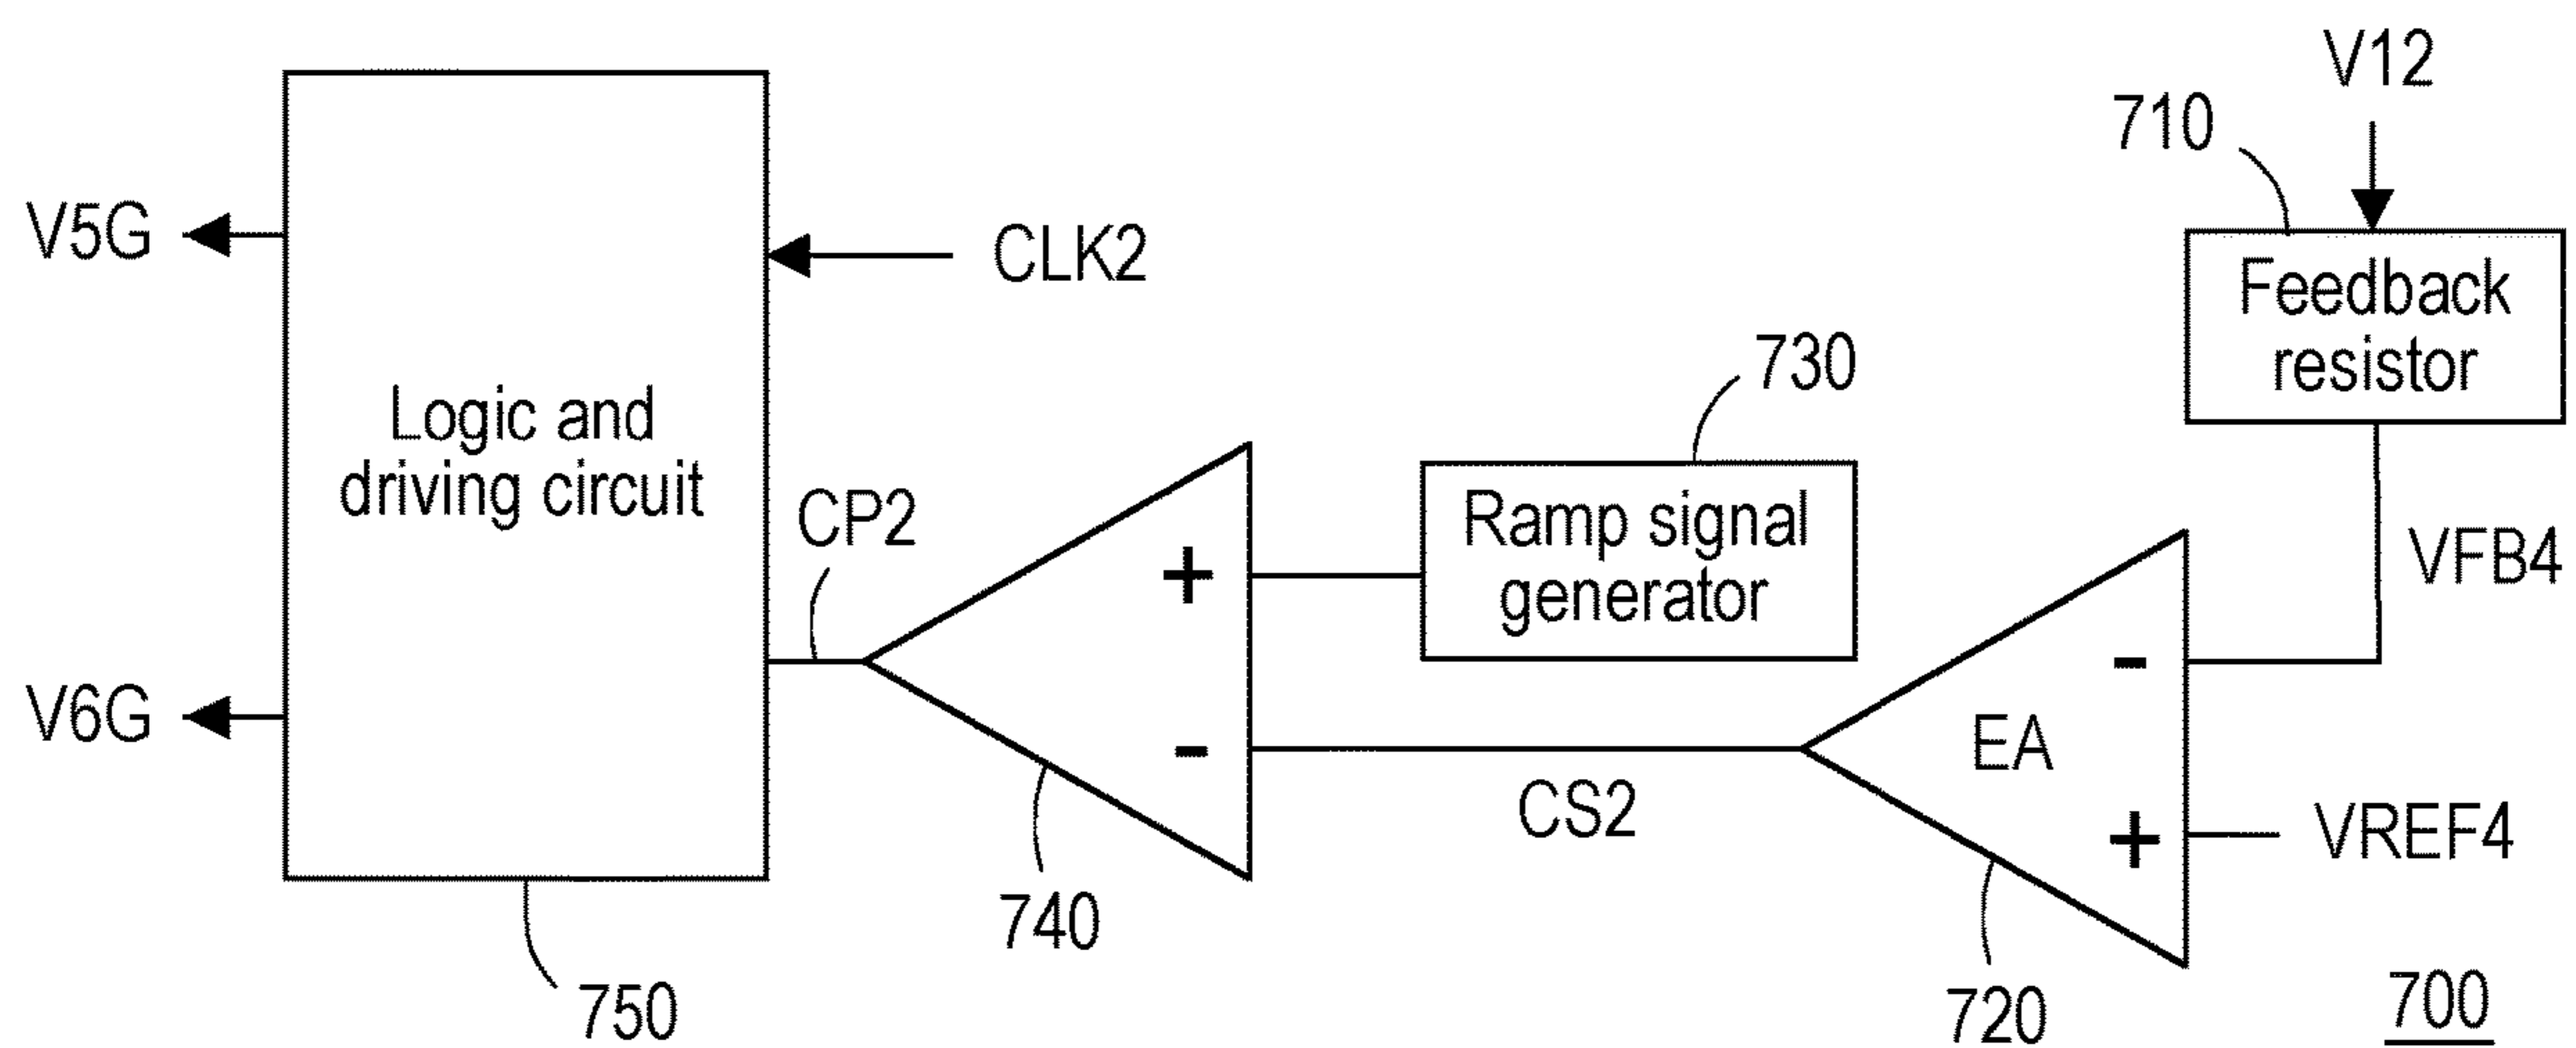 V12
710
V5G
CLK2
Feedback
resistor
730
Logic and
driving circuit
CP2
+
Ramp signal
generator
VFB4
-
V6G
-
EA
CS2
+
VREF4
740
750
720
700